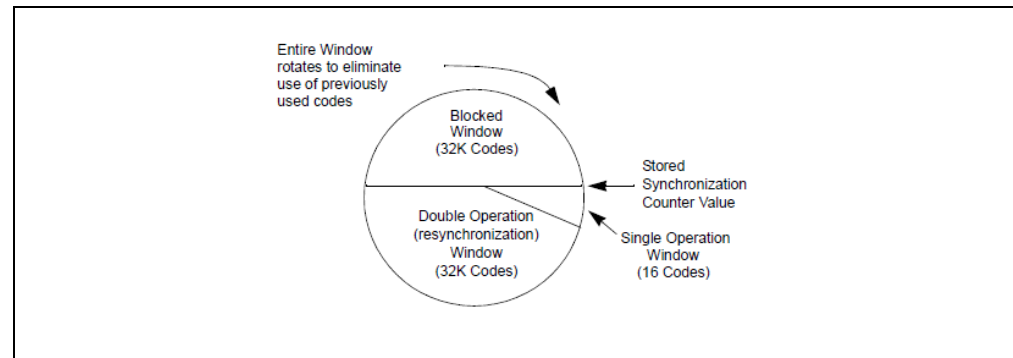 Entire Window
rotates to eliminate
use of previously
used codes
Blocked
Window
(32K Codes)
Stored
Synchronization
Counter Value
Double Operation
(resynchronization)
Window
(32K Codes)
Single Operation
Window
(16 Codes)